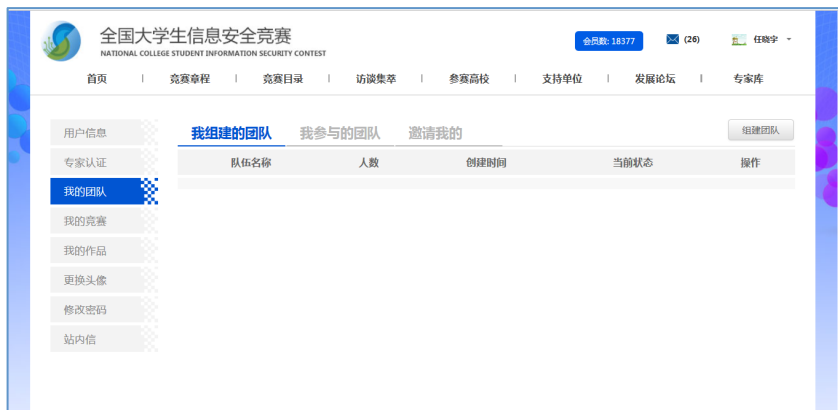 全国大学生信息安全竞赛
NATIONAL COLLEGE STUDENT INFORMATION SECURITY CONTEST
会员数: 18377 (26) 任晓宇
首页 | 竞赛章程 | 竞赛目录 | 访谈集萃 | 参赛高校 | 支持单位 | 发展论坛 | 专家库
用户信息
专家认证
我的团队
我的竞赛
我的作品
更换头像
修改密码
站内信
我组建的团队 我参与的团队 邀请我的 组建团队
队伍名称 人数 创建时间 当前状态 操作